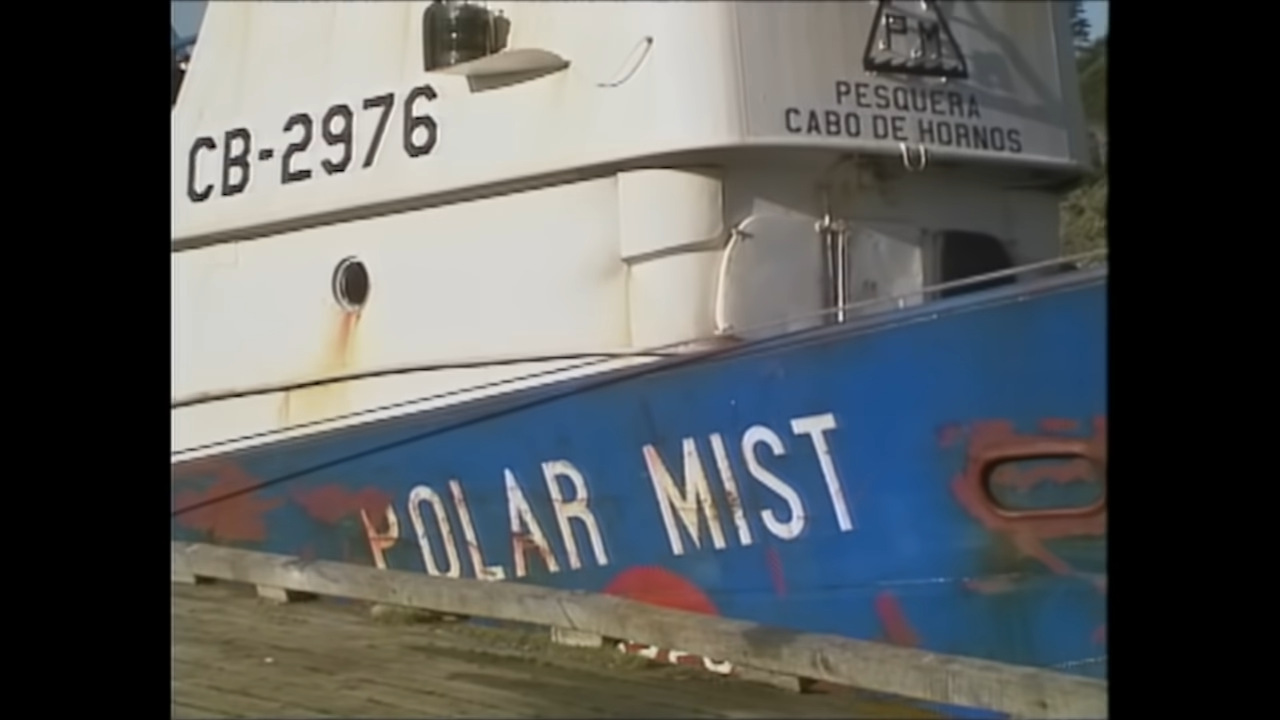 PM
PESQUERA
CABO DE HORNOS
CB-2976
POLAR MIST